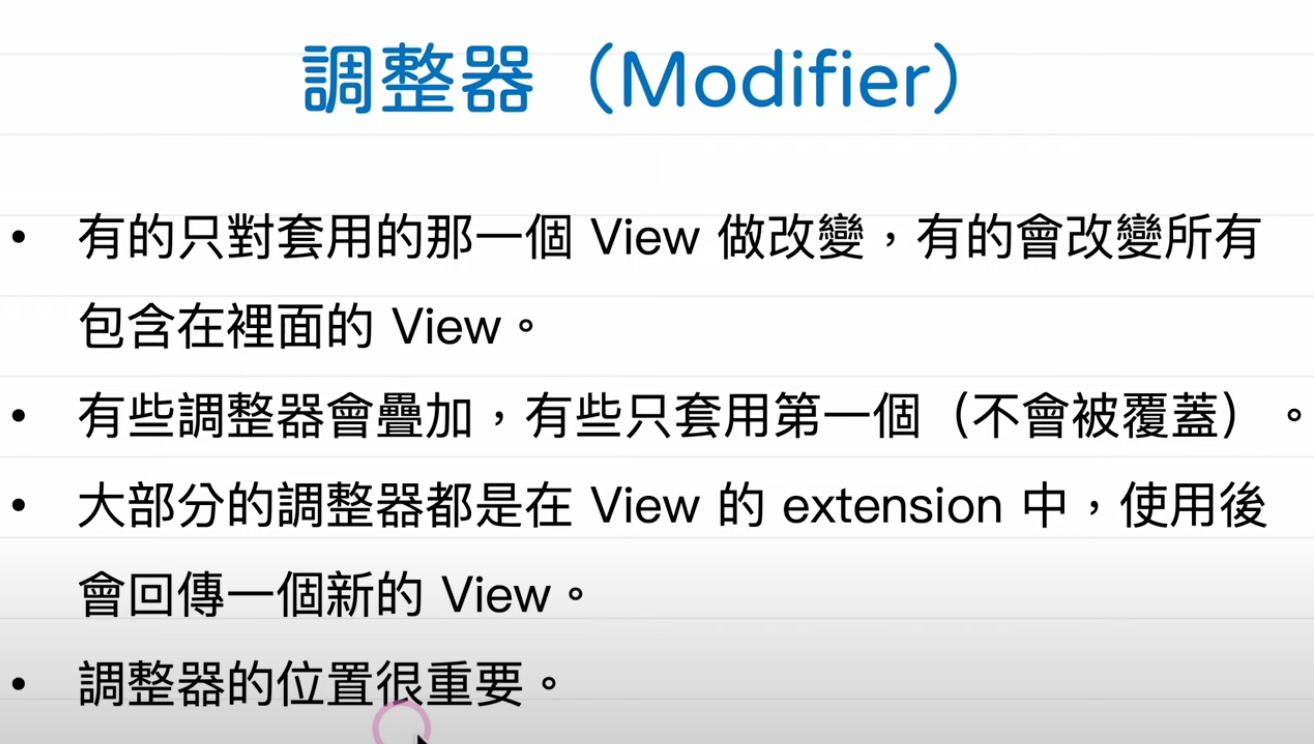 調整器（Modifier）
• 有的只對套用的那一個 View 做改變，有的會改變所有
包含在裡面的 View。
• 有些調整器會疊加，有些只套用第一個（不會被覆蓋）。
• 大部分的調整器都是在 View 的 extension 中，使用後
會回傳一個新的 View。
• 調整器的位置很重要。